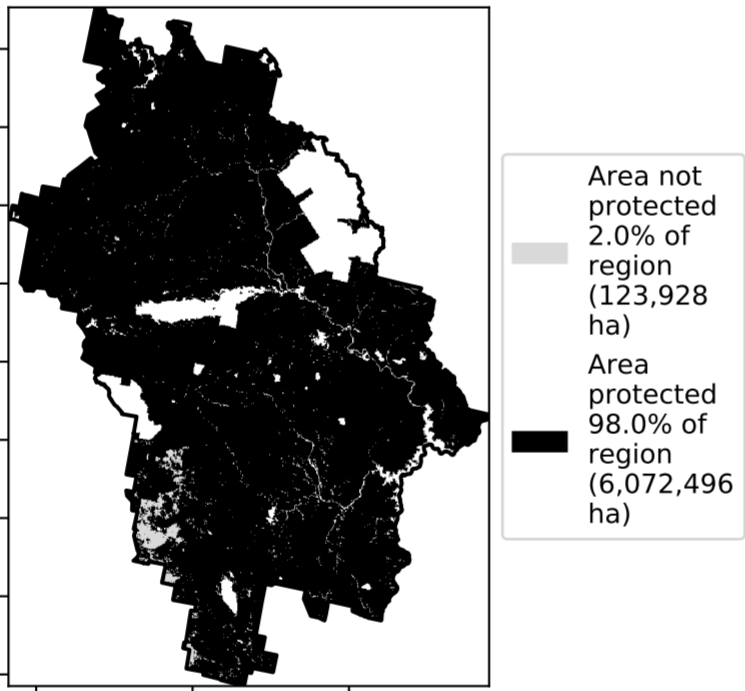 Area not
protected
2.0% of
region
(123,928
ha)
Area
protected
98.0% of
region
(6,072,496
ha)